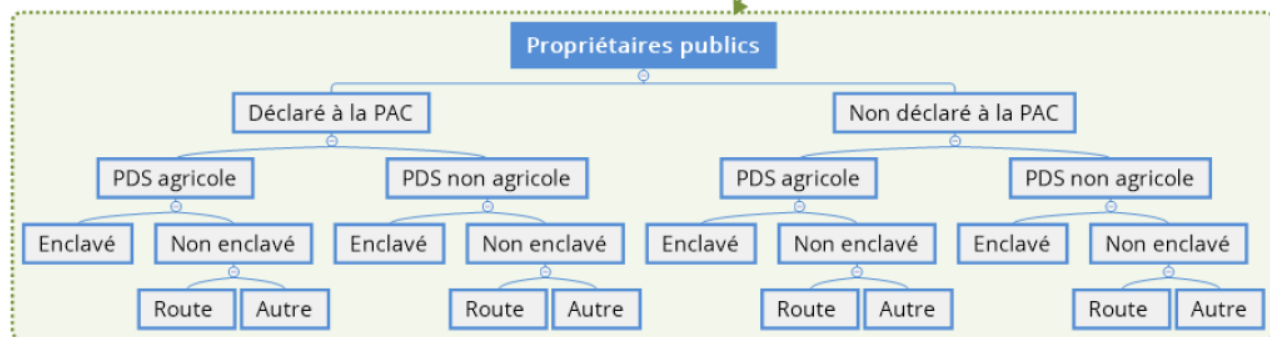 Propriétaires publics
Déclaré à la PAC
Non déclaré à la PAC
PDS agricole
PDS non agricole
PDS agricole
PDS non agricole
Enclavé
Non enclavé
Enclavé
Non enclavé
Enclavé
Non enclavé
Enclavé
Non enclavé
Route
Autre
Route
Autre
Route
Autre
Route
Autre